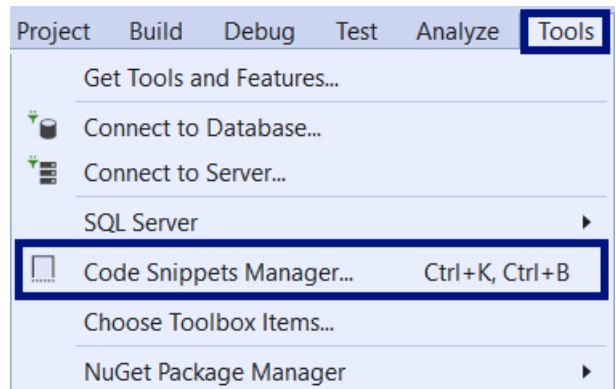 Project Build Debug Test Analyze Tools
Get Tools and Features...
Connect to Database...
Connect to Server...
SQL Server
Code Snippets Manager... Ctrl+K, Ctrl+B
Choose Toolbox Items...
NuGet Package Manager